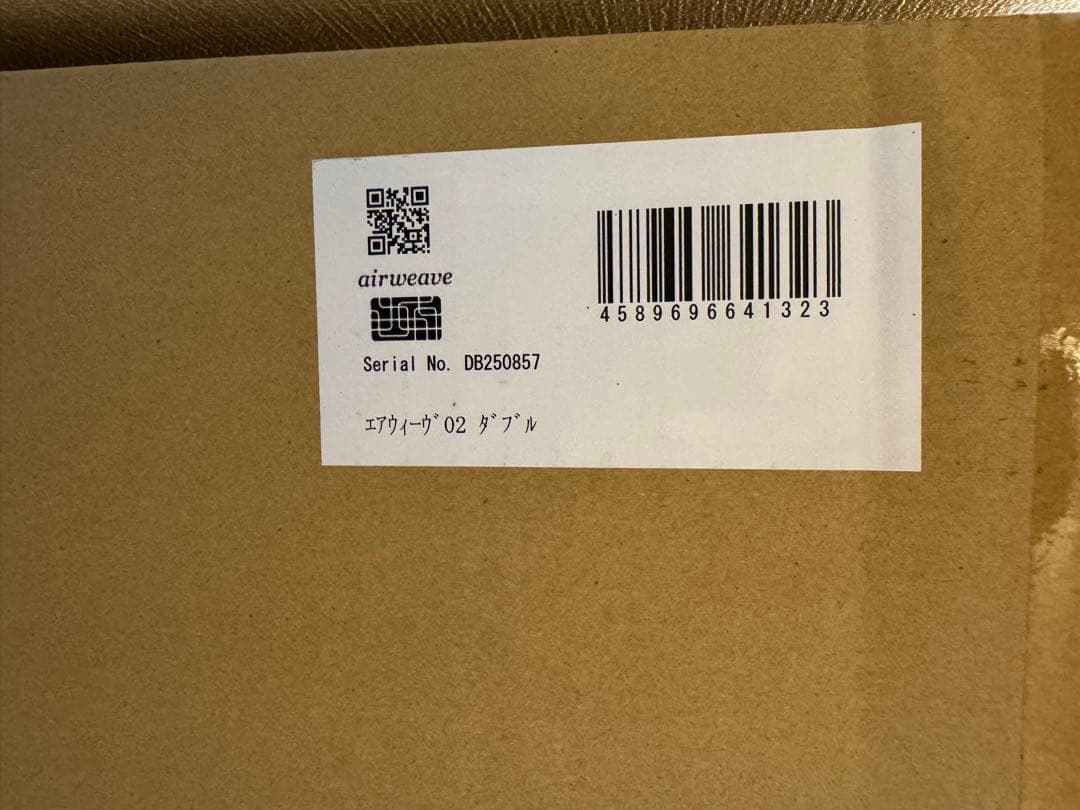 airweave
4589696641323
Serial No. DB250857
ｴｱｳｨｰｳﾞ02 ﾀﾞﾌﾞﾙ